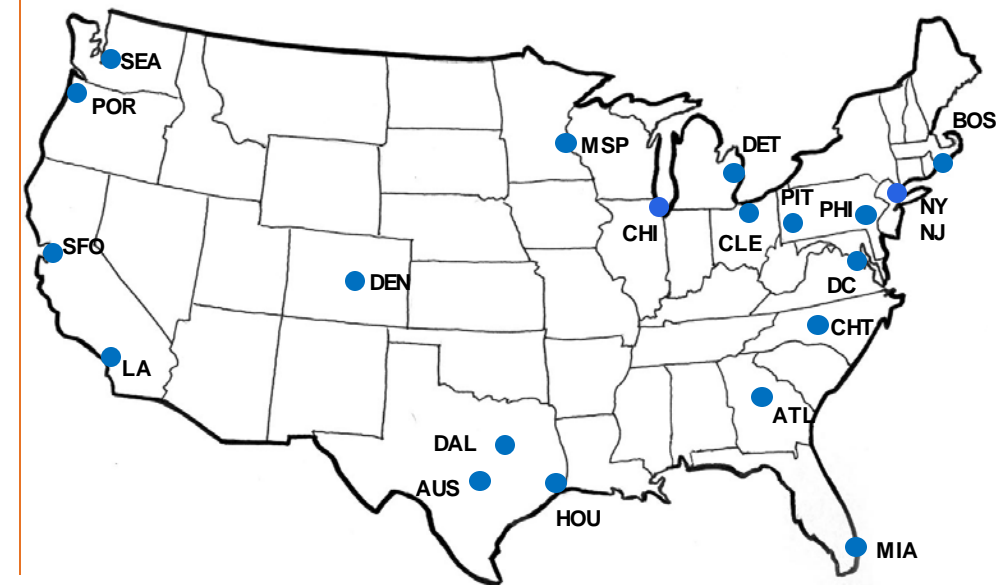 SEA
POR
BOS
MSP
DET
PIT
PHI
NY
NJ
CHI
CLE
SFO
DEN
DC
CHT
LA
ATL
DAL
AUS
HOU
MIA